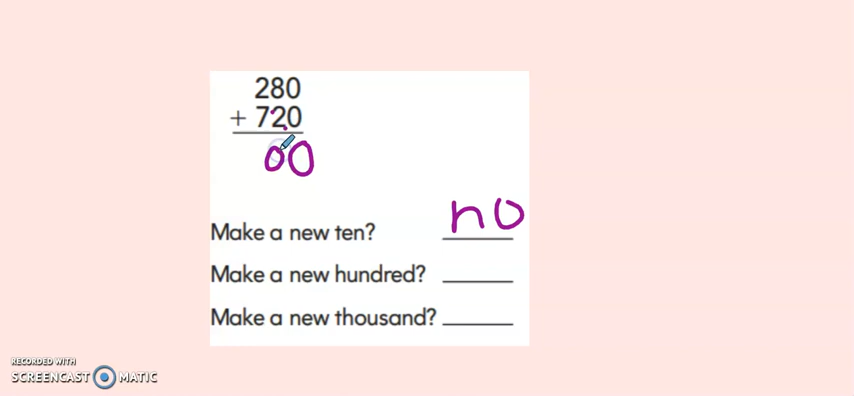 280
+ 720
00
no
Make a new ten?
Make a new hundred?
Make a new thousand?
RECORDED WITH
SCREENCAST MATIC